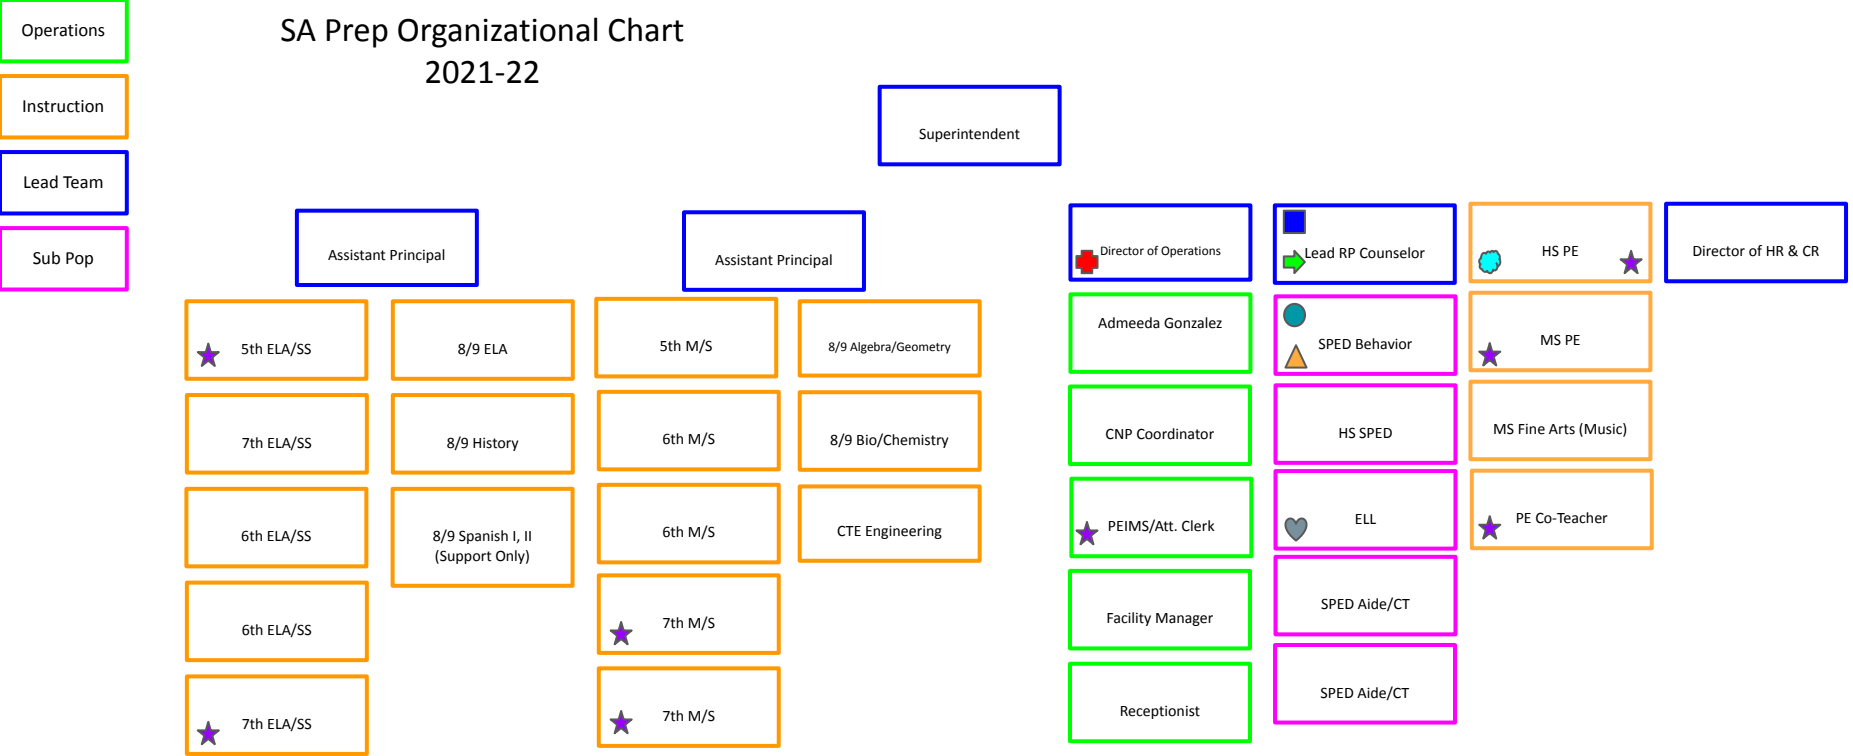 Operations
Instruction
Lead Team
Sub Pop
SA Prep Organizational Chart
2021-22
Superintendent
Assistant Principal
5th ELA/SS
7th ELA/SS
6th ELA/SS
6th ELA/SS
7th ELA/SS
8/9 ELA
8/9 History
8/9 Spanish I, II
(Support Only)
Assistant Principal
5th M/S
6th M/S
6th M/S
7th M/S
7th M/S
8/9 Algebra/Geometry
8/9 Bio/Chemistry
CTE Engineering
Director of Operations
Admeeda Gonzalez
CNP Coordinator
PEIMS/Att. Clerk
Facility Manager
Receptionist
Lead RP Counselor
SPED Behavior
HS SPED
ELL
SPED Aide/CT
SPED Aide/CT
HS PE
MS PE
MS Fine Arts (Music)
PE Co-Teacher
Director of HR & CR